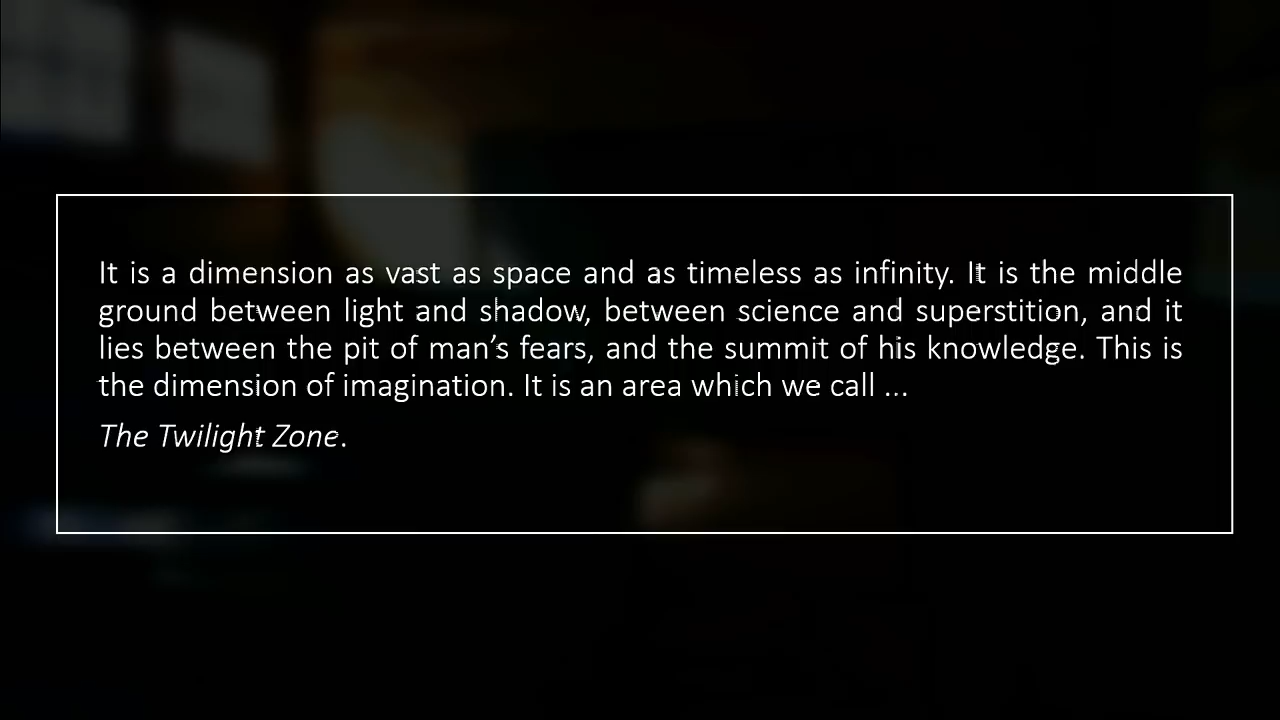 It is a dimension as vast as space and as timeless as infinity. It is the middle
ground between light and shadow, between science and superstition, and it
lies between the pit of man’s fears, and the summit of his knowledge. This is
the dimension of imagination. It is an area which we call ...
The Twilight Zone.